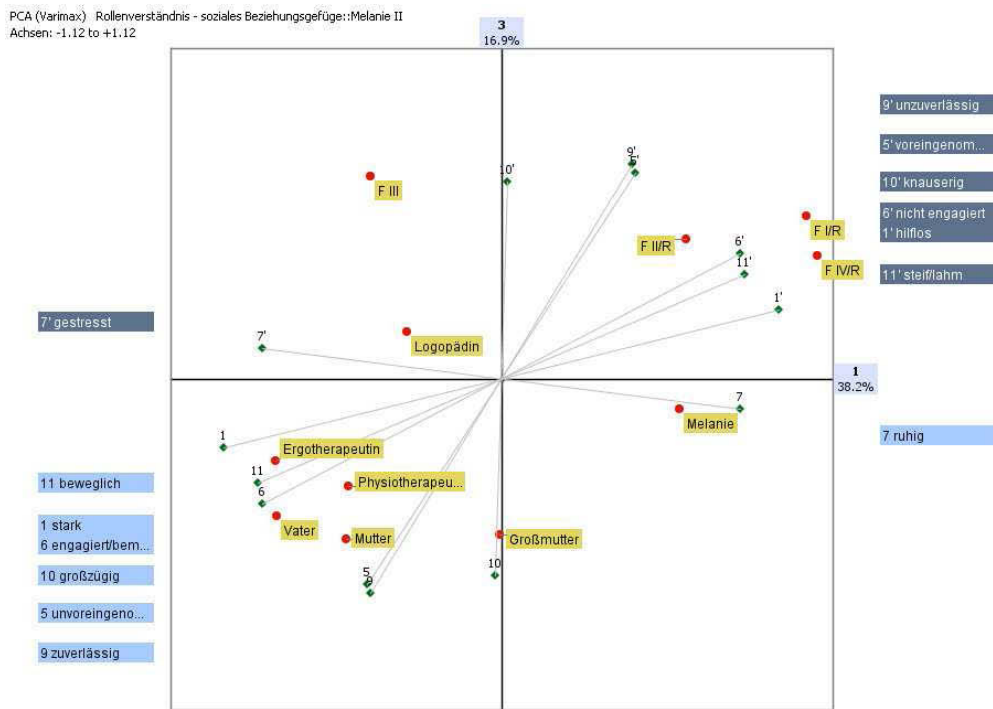 PCA (Varimax) Rollenverständnis - soziales Beziehungsgefüge::Melanie II
Achsen: -1.12 to +1.12
3
16.9%
9' unzuverlässig
5' voreingenom...
10' knauserig
6' nicht engagiert
1' hilflos
11' steif/lahm
9'
5'
10'
F III
F I/R
F II/R
6'
F IV/R
11'
1'
7' gestresst
7'
Logopädin
1
38.2%
7
Melanie
7 ruhig
1
Ergotherapeutin
11
Physiotherapeu...
6
Vater
Mutter
Großmutter
10
5
9
11 beweglich
1 stark
6 engagiert/bem...
10 großzügig
5 unvoreingeno...
9 zuverlässig